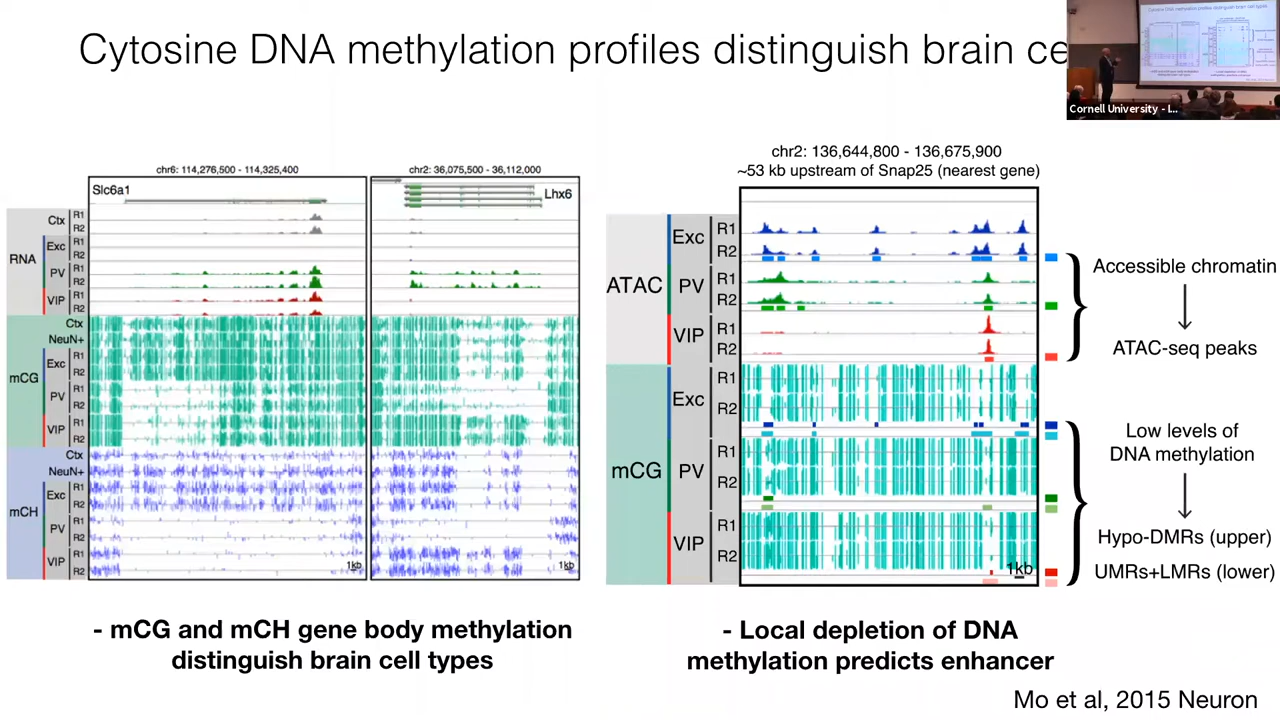 Cytosine DNA methylation profiles distinguish brain ce
Cornell University - I...
chr6: 114,276,500 - 114,325,400
chr2: 36,075,500 - 36,112,000
Slc6a1
Lhx6
RNA
Ctx
R1
R2
Exc
R1
R2
PV
R1
R2
VIP
R1
R2
mCG
Ctx
NeuN+
Exc
R1
R2
PV
R1
R2
VIP
R1
R2
mCH
Ctx
NeuN+
Exc
R1
R2
PV
R1
R2
VIP
R1
R2
1kb
1kb
- mCG and mCH gene body methylation
distinguish brain cell types
chr2: 136,644,800 - 136,675,900
~53 kb upstream of Snap25 (nearest gene)
ATAC
Exc
R1
R2
PV
R1
R2
VIP
R1
R2
mCG
Exc
R1
R2
PV
R1
R2
VIP
R1
R2
1kb
Accessible chromatin
ATAC-seq peaks
Low levels of
DNA methylation
Hypo-DMRs (upper)
UMRs+LMRs (lower)
- Local depletion of DNA
methylation predicts enhancer
Mo et al, 2015 Neuron